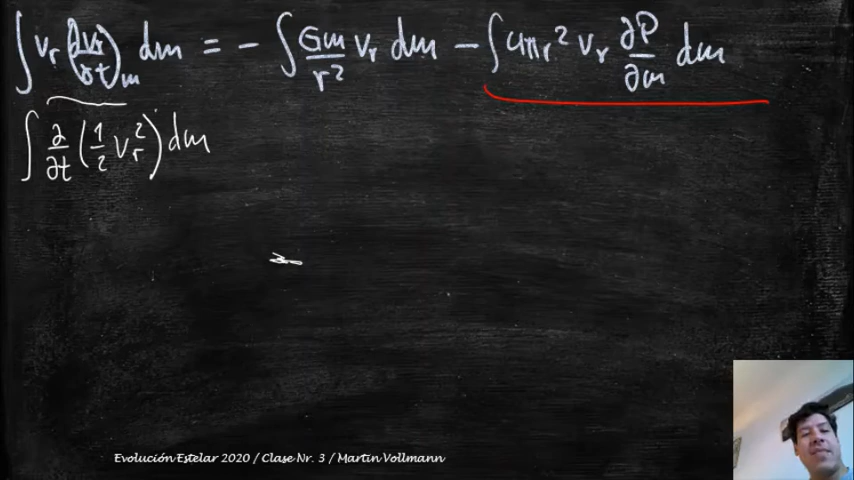 ∫ v_r (∂v_r/∂t)_m dm = - ∫ Gm/r² v_r dm - ∫ 4πr² v_r ∂P/∂m dm
∫ ∂/∂t (1/2 v_r²) dm
Evolución Estelar 2020 / Clase Nr. 3 / Martin Vollmann